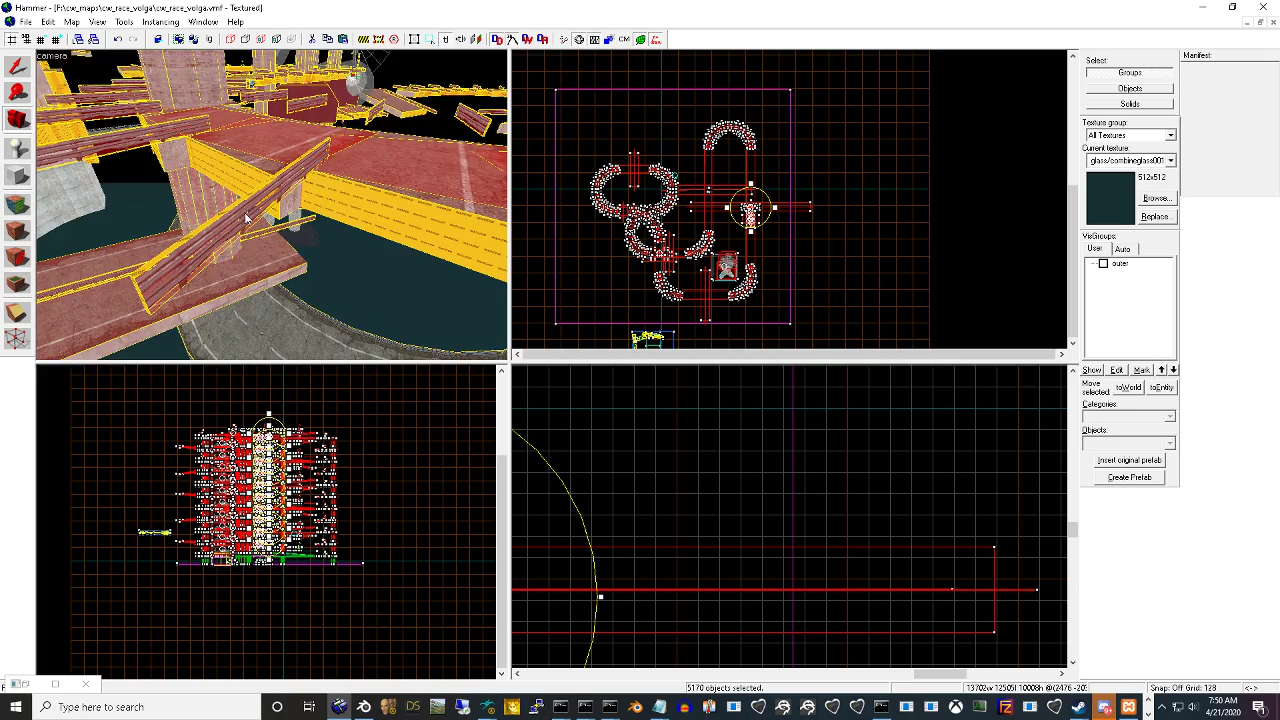 Hammer - [F:\cw_maps\cw_race_volga\cw_race_volga.vmf - Textured]
File Edit Map View Tools Instancing Window Help
CM
camera
Select:
Groups
Objects
Solids
Texture group:
All Textures
Current texture:
glass/combineglass001
512x512
Browse..
Replace..
VisGroups:
User Auto
outer
Show Edit Mark
Move selected: toWorld toEntity
Categories:
Objects:
Insert original prefab
Create Prefab
Manifest:
5170 objects selected.
Snap: Off Grid: 128
<->
Type here to search
7:50 AM
4/21/2020